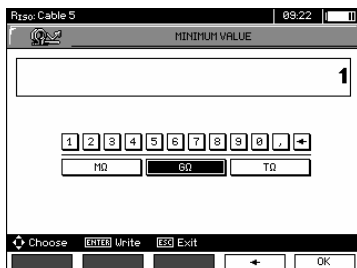 RISO: Cable 5 09:22
MINIMUM VALUE
1
1 2 3 4 5 6 7 8 9 0 , ←
MΩ GΩ TΩ
Choose ENTER Write ESC Exit
← OK